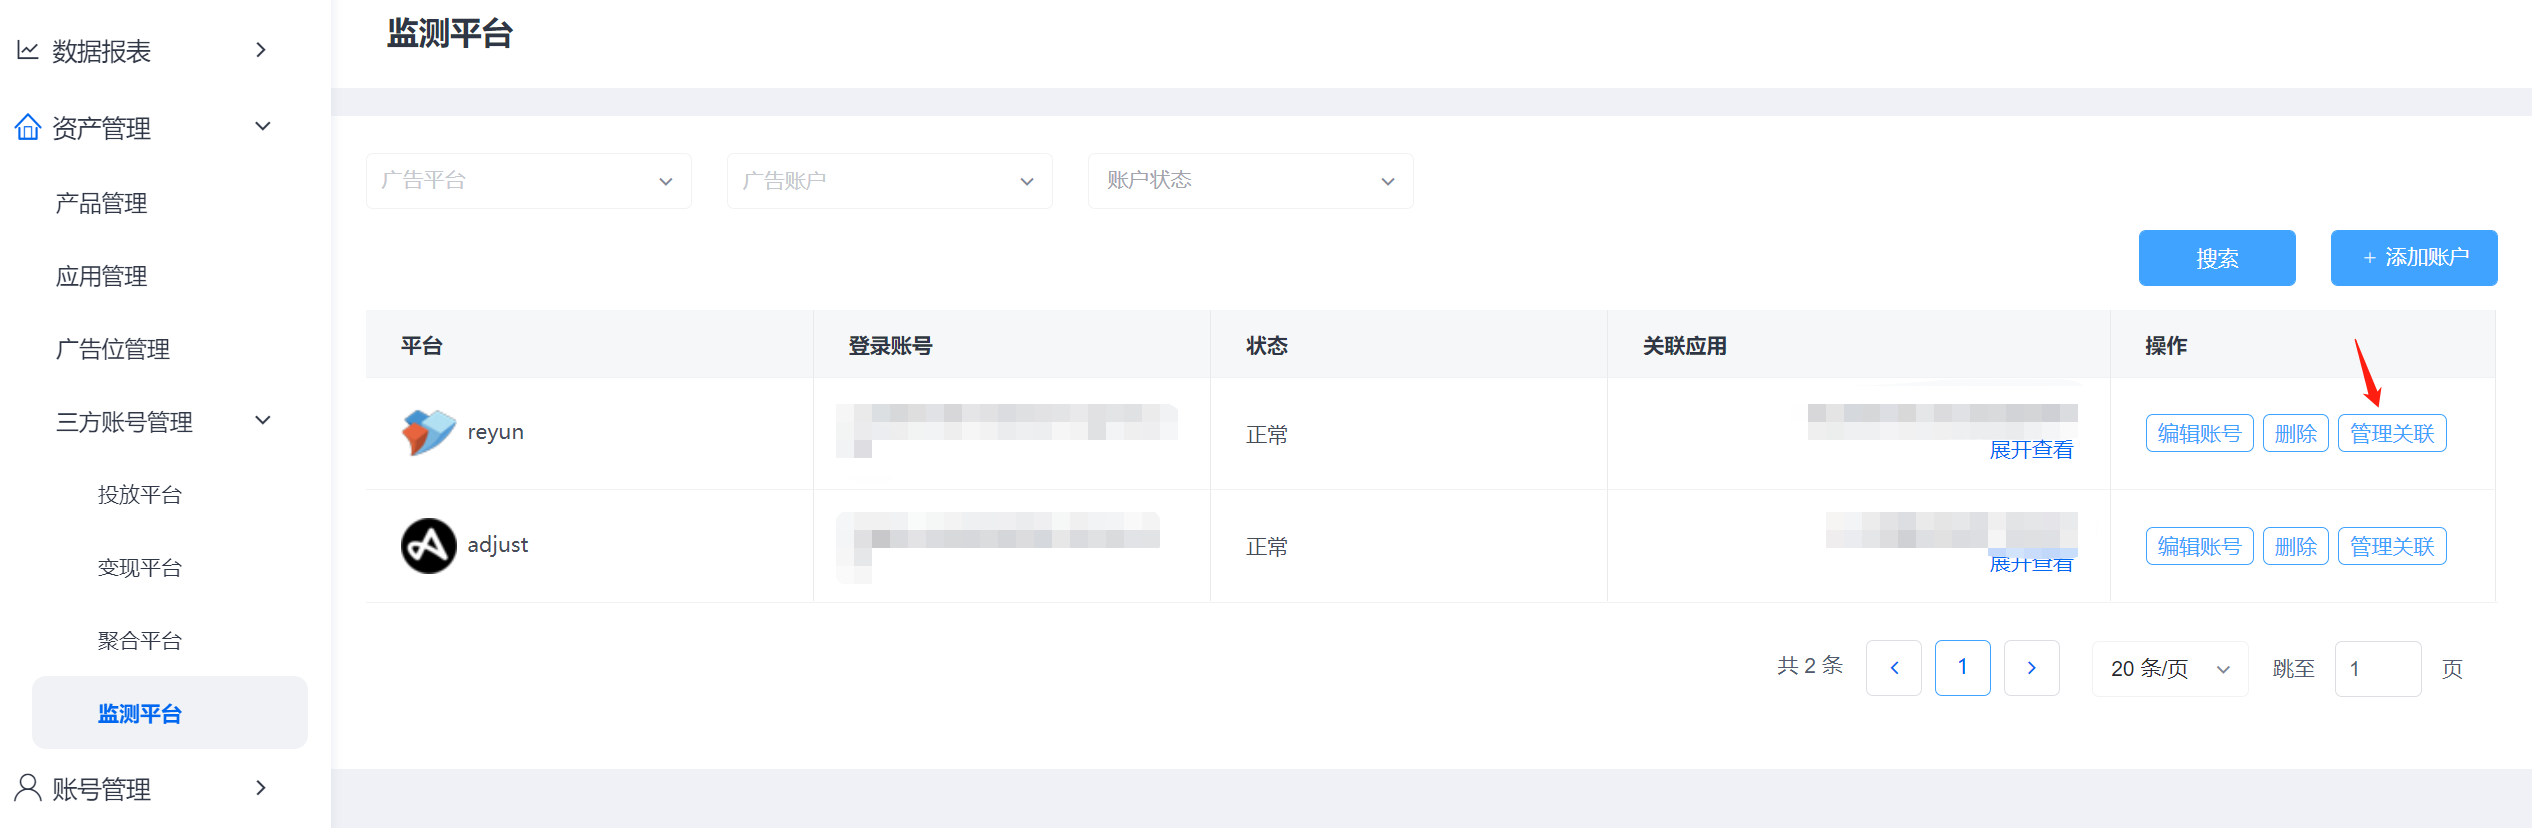 数据报表
资产管理
产品管理
应用管理
广告位管理
三方账号管理
投放平台
变现平台
聚合平台
监测平台
账号管理
监测平台
广告平台 广告账户 账户状态
搜索 + 添加账户
平台 登录账号 状态 关联应用 操作
reyun 正常 展开查看 编辑账号 删除 管理关联
adjust 正常 展开查看 编辑账号 删除 管理关联
共 2 条 1 20 条/页 跳至 1 页